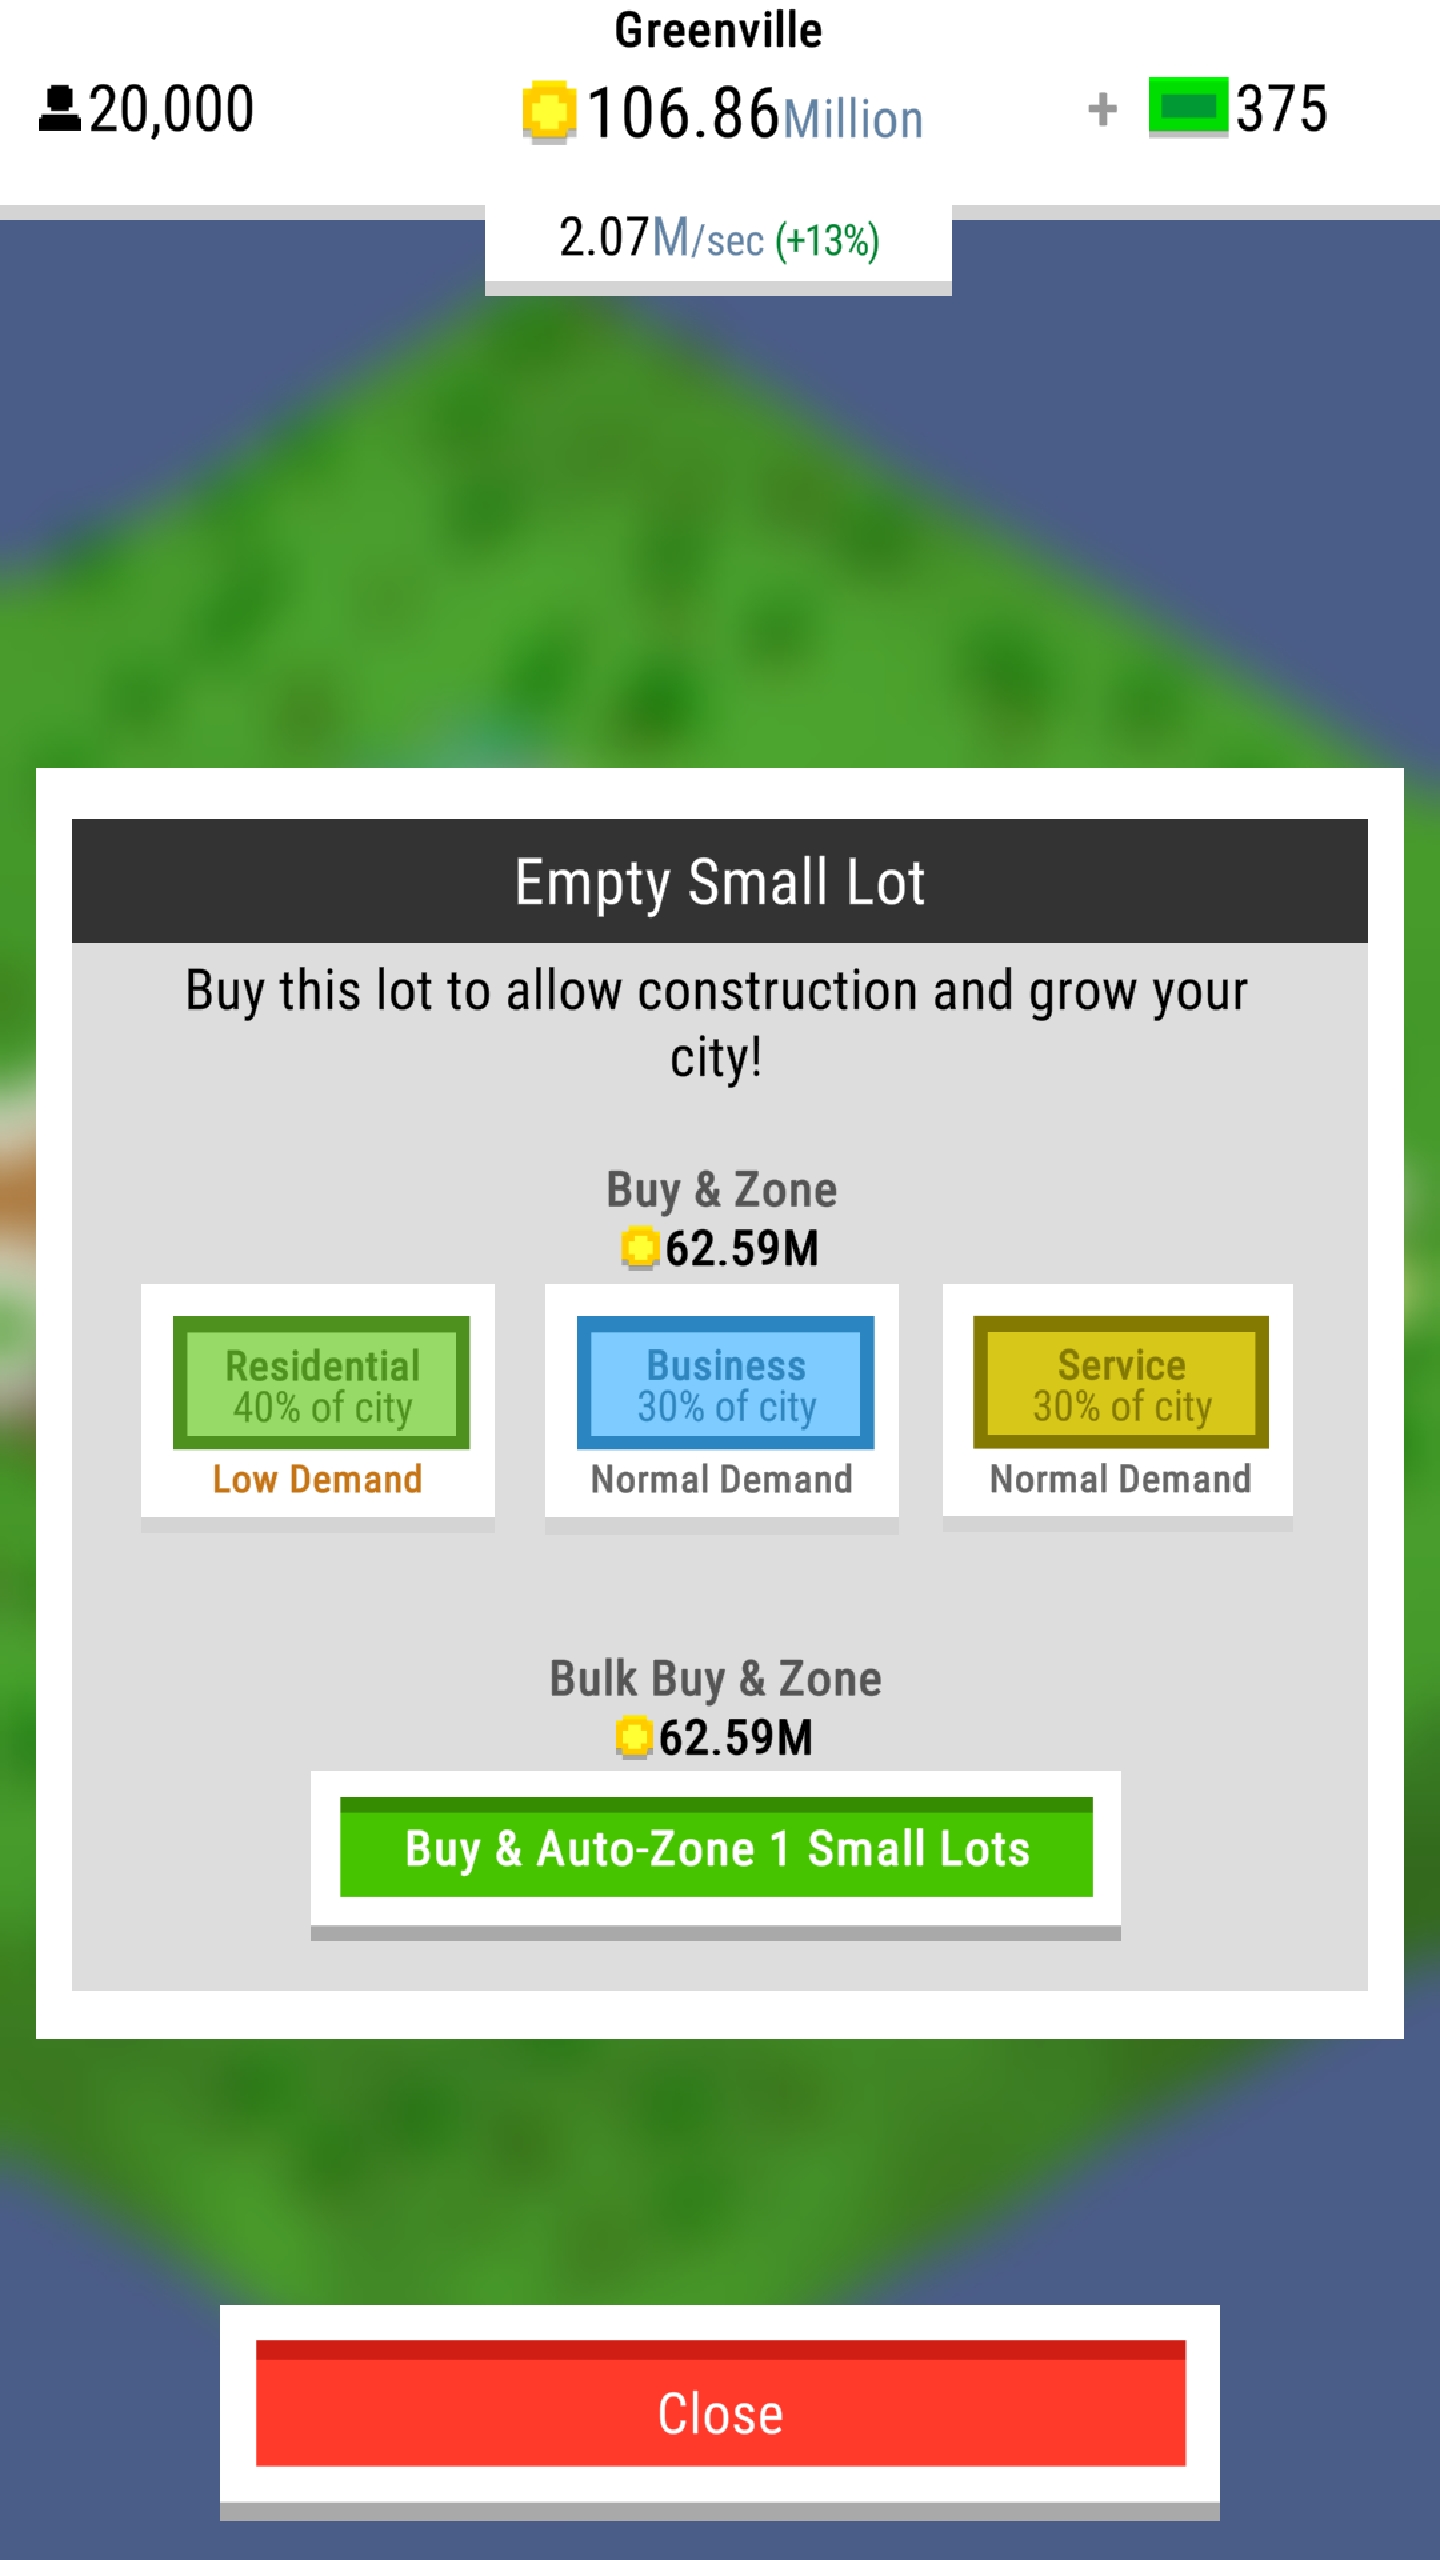 Greenville
20,000
106.86Million
+ 375
2.07M/sec (+13%)
Empty Small Lot
Buy this lot to allow construction and grow your
city!
Buy & Zone
62.59M
Residential
40% of city
Low Demand
Business
30% of city
Normal Demand
Service
30% of city
Normal Demand
Bulk Buy & Zone
62.59M
Buy & Auto-Zone 1 Small Lots
Close